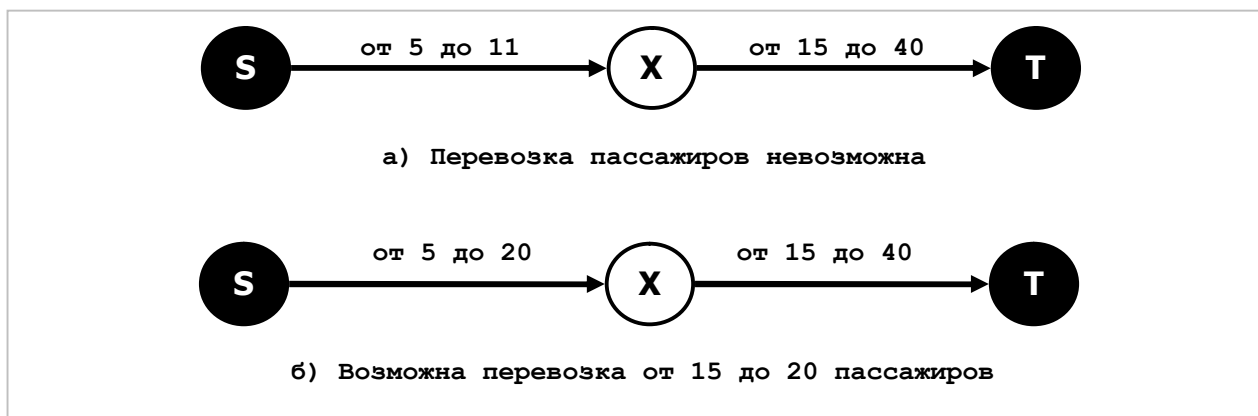 от 5 до 11 от 15 до 40
S X T
а) Перевозка пассажиров невозможна
от 5 до 20 от 15 до 40
S X T
б) Возможна перевозка от 15 до 20 пассажиров